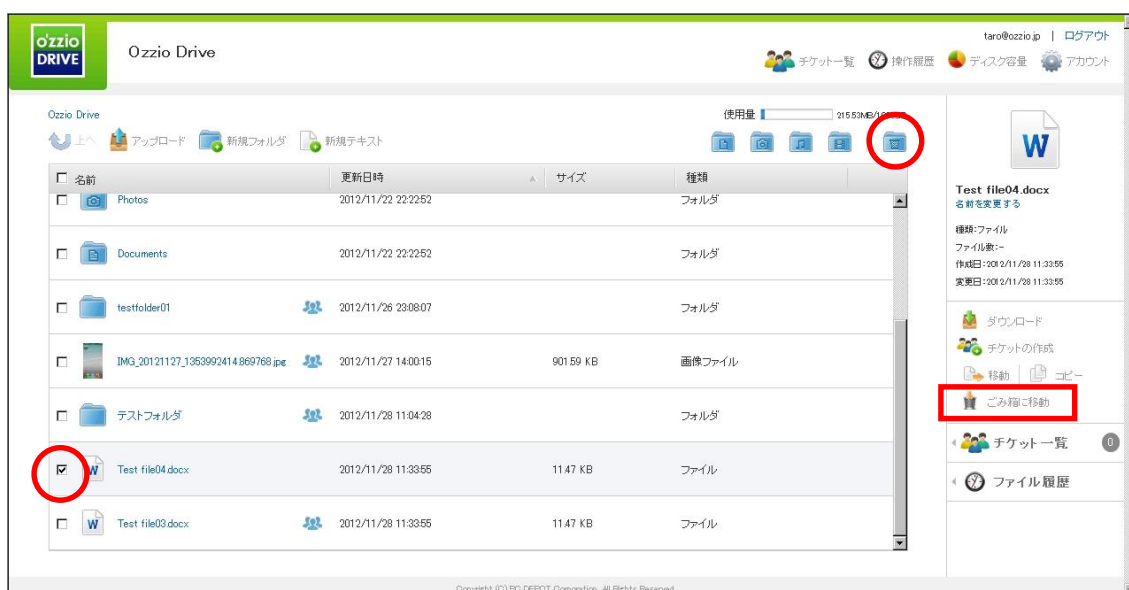 o'zzio
DRIVE
Ozzio Drive
taro@ozzio.jp | ログアウト
チケット一覧 操作履歴 ディスク容量 アカウント
Ozzio Drive
上へ アップロード 新規フォルダ 新規テキスト
使用量 215.53MB/
名前 更新日時 サイズ 種類
Photos 2012/11/22 22:22:52 フォルダ
Documents 2012/11/22 22:22:52 フォルダ
testfolder01 2012/11/26 23:08:07 フォルダ
IMG_20121127_1353992414869768.jpg 2012/11/27 14:00:15 901.59 KB 画像ファイル
テストフォルダ 2012/11/28 11:04:28 フォルダ
W Test file04.docx 2012/11/28 11:33:55 11.47 KB ファイル
W Test file03.docx 2012/11/28 11:33:55 11.47 KB ファイル
W
Test file04.docx
名前を変更する
種類:ファイル
ファイル数:-
作成日:2012/11/28 11:33:55
変更日:2012/11/28 11:33:55
ダウンロード
チケットの作成
移動 コピー
ごみ箱に移動
チケット一覧 0
ファイル履歴
Copyright (C) PC DEPOT Corporation. All Rights Reserved.